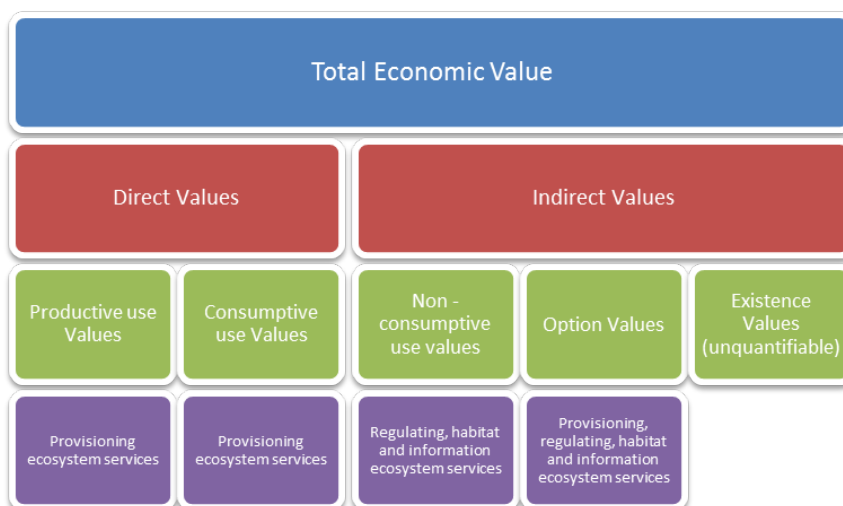 Total Economic Value
Direct Values
Indirect Values
Productive use
Values
Consumptive
use Values
Non -
consumptive
use values
Option Values
Existence
Values
(unquantifiable)
Provisioning
ecosystem services
Provisioning
ecosystem services
Regulating, habitat
and information
ecosystem services
Provisioning,
regulating, habitat
and information
ecosystem services